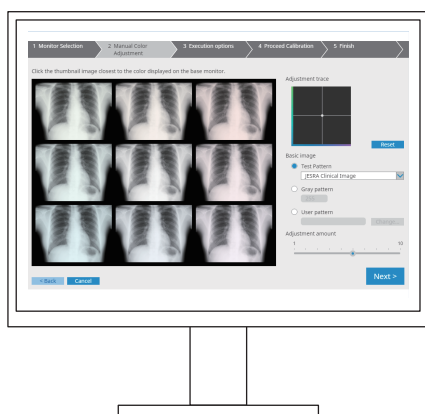 1 Monitor Selection
2 Manual Color
Adjustment
3 Execution options
4 Proceed Calibration
5 Finish
Click the thumbnail image closest to the color displayed on the base monitor.
Adjustment trace
Reset
Basic image
Test Pattern
JESRA Clinical Image
Gray pattern
User pattern
Change...
Adjustment amount
1
10
< Back
Cancel
Next >